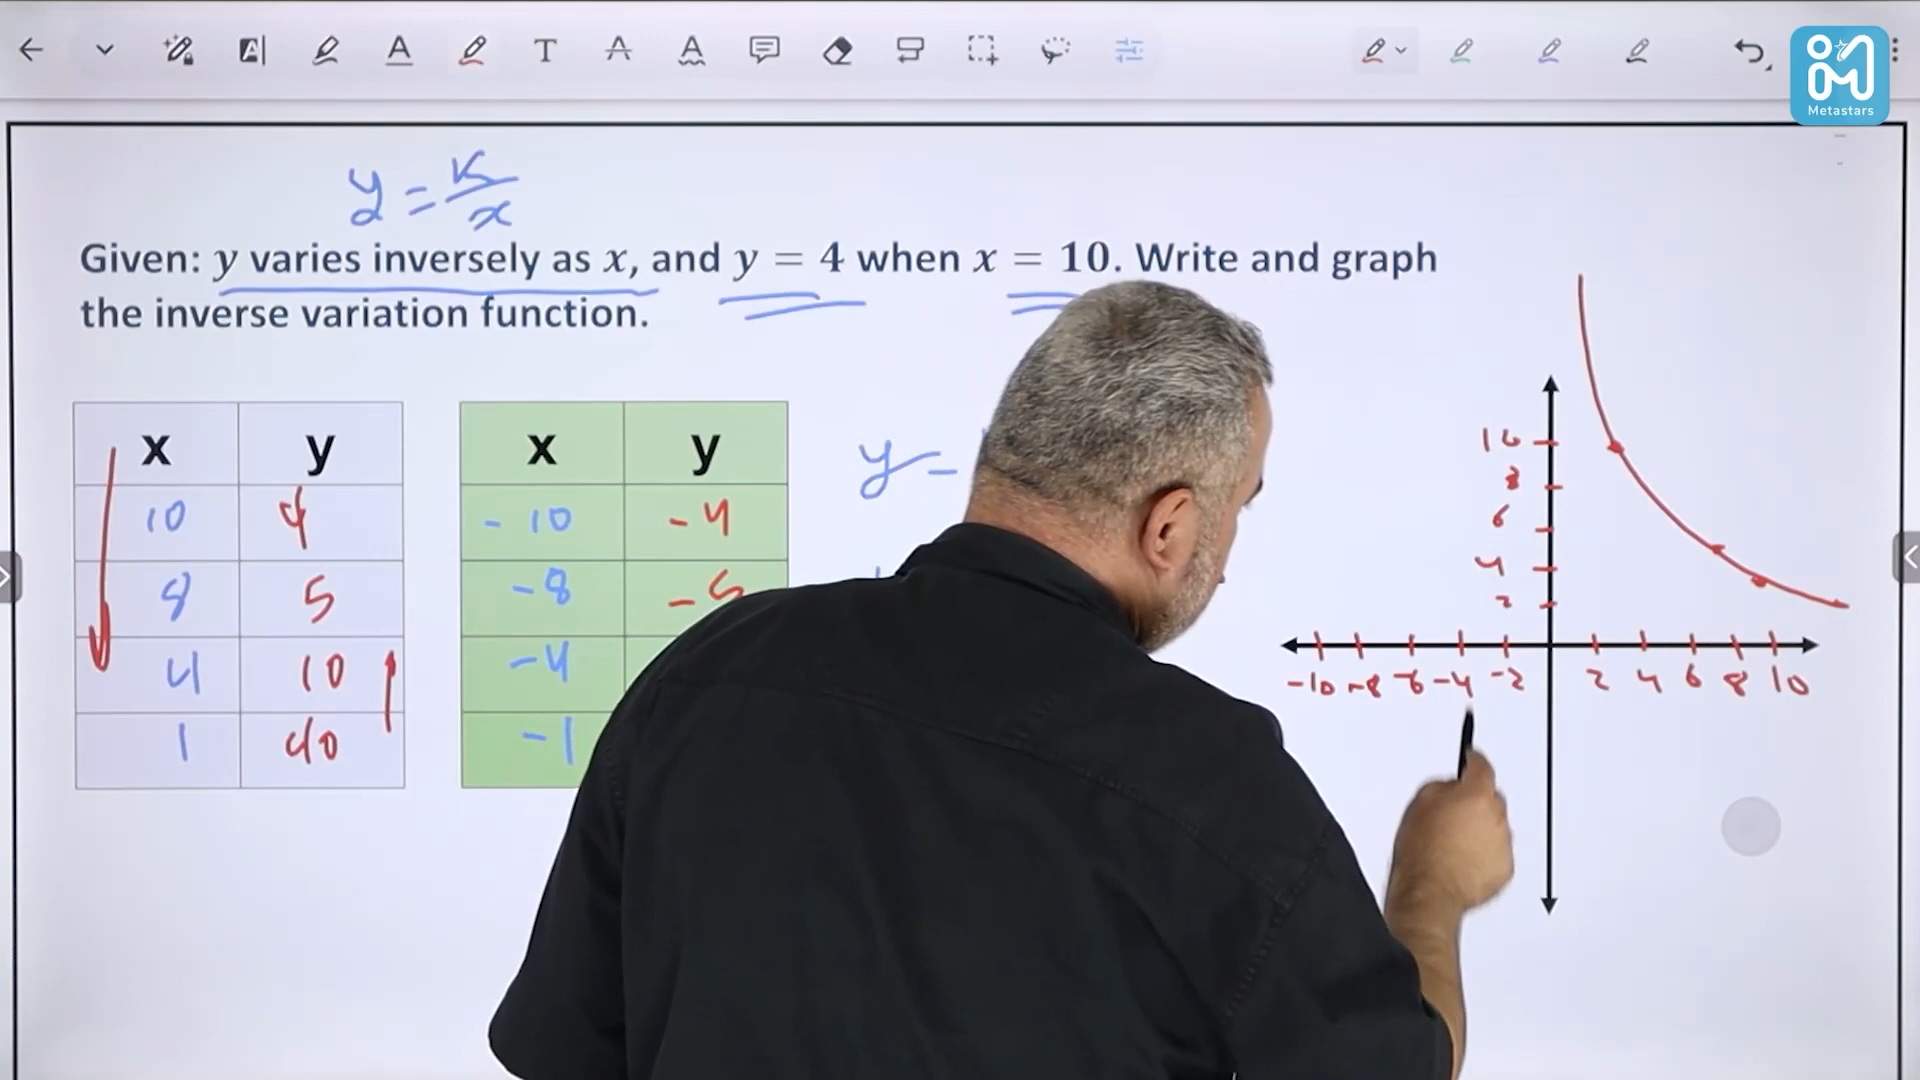 Metastars
y = K/x
Given: y varies inversely as x, and y = 4 when x = 10. Write and graph
the inverse variation function.
x y
10 4
8 5
4 10
1 40
x y
-10 -4
-8 -5
-4
-1
y =
10
8
6
4
2
-10 -8 -6 -4 -2 2 4 6 8 10